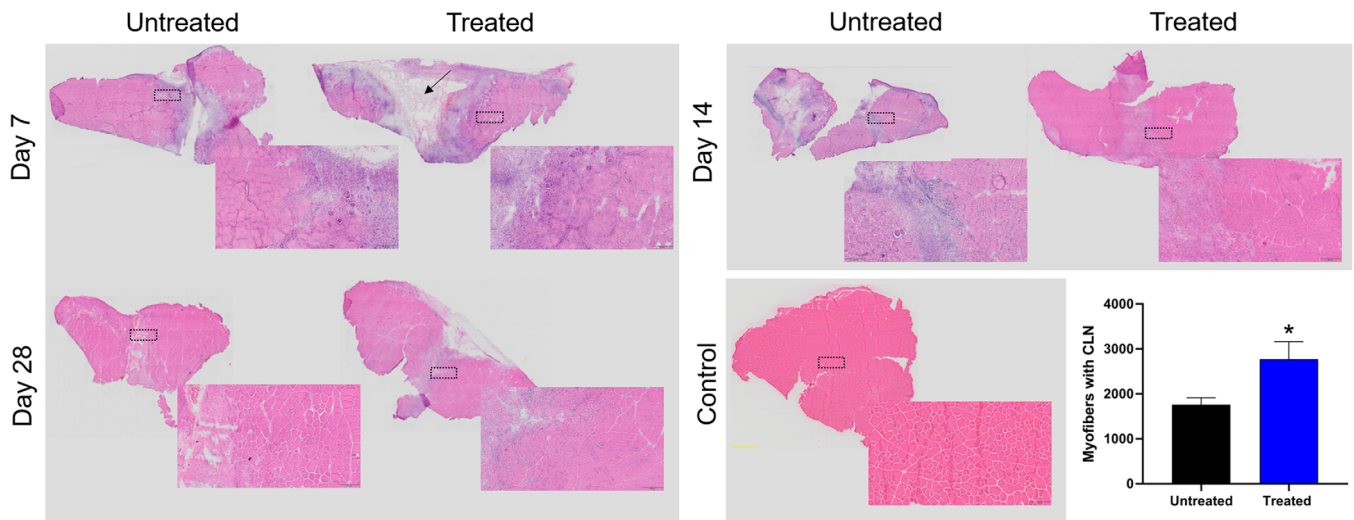 Untreated
Treated
Untreated
Treated
Day 7
Day 14
Day 28
Control
Myofibers with CLN
4000
3000
2000
1000
0
*
Untreated
Treated